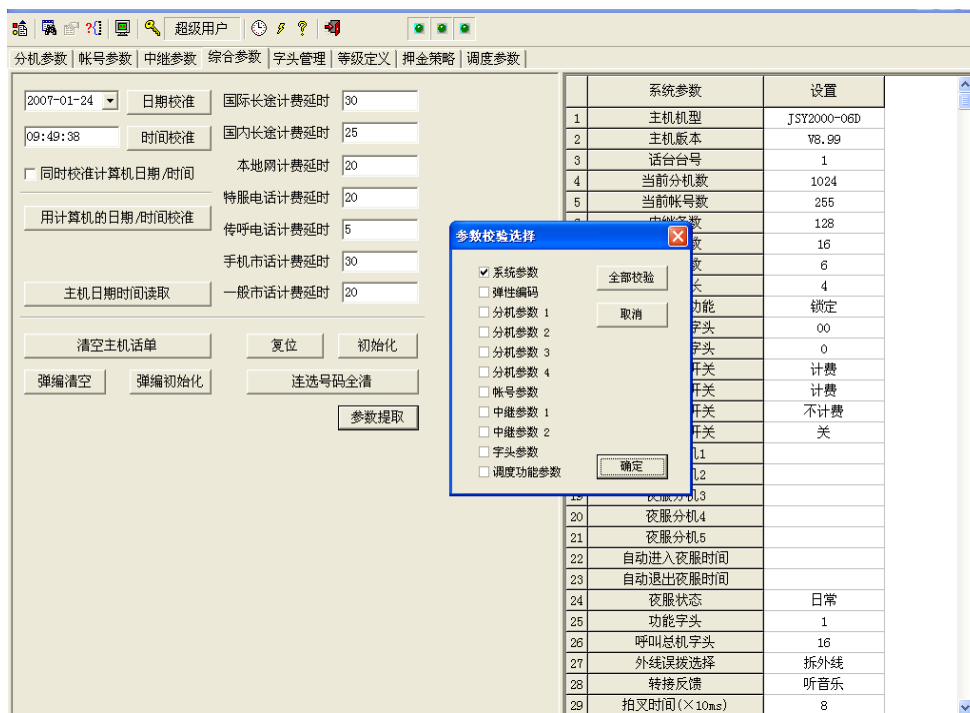 超级用户
分机参数 帐号参数 中继参数 综合参数 字头管理 等级定义 押金策略 调度参数
2007-01-24 日期校准
09:49:38 时间校准
同时校准计算机日期/时间
用计算机的日期/时间校准
主机日期时间读取
国际长途计费延时 30
国内长途计费延时 25
本地网计费延时 20
特服电话计费延时 20
传呼电话计费延时 5
手机市话计费延时 30
一般市话计费延时 20
清空主机话单 复位 初始化
弹编清空 弹编初始化 连选号码全清
参数提取
参数校验选择
系统参数
弹性编码
分机参数 1
分机参数 2
分机参数 3
分机参数 4
帐号参数
中继参数 1
中继参数 2
字头参数
调度功能参数
全部校验
取消
确定
系统参数 设置
1 主机机型 JSY2000-06D
2 主机版本 V8.99
3 话台台号 1
4 当前分机数 1024
5 当前帐号数 255
数 128
数 16
数 6
长 4
功能 锁定
字头 00
字头 0
开关 计费
开关 计费
开关 不计费
开关 关
机1
机2
19 夜服分机3
20 夜服分机4
21 夜服分机5
22 自动进入夜服时间
23 自动退出夜服时间
24 夜服状态 日常
25 功能字头 1
26 呼叫总机字头 16
27 外线误拨选择 拆外线
28 转接反馈 听音乐
29 拍叉时间(×10ms) 8